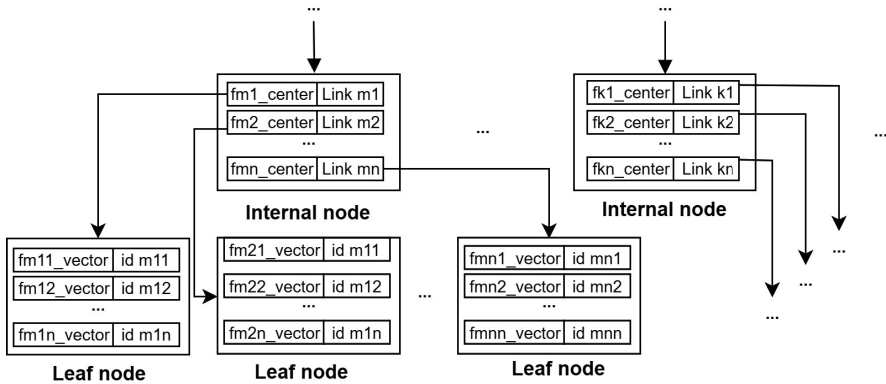 ... ...
fm1_center Link m1
fm2_center Link m2
...
fmn_center Link mn
Internal node
...
fk1_center Link k1
fk2_center Link k2
...
fkn_center Link kn
Internal node
...
fm11_vector id m11
fm12_vector id m12
...
fm1n_vector id m1n
Leaf node
fm21_vector id m11
fm22_vector id m12
...
fm2n_vector id m1n
Leaf node
...
fmn1_vector id mn1
fmn2_vector id mn2
...
fmnn_vector id mnn
Leaf node
...
...
...